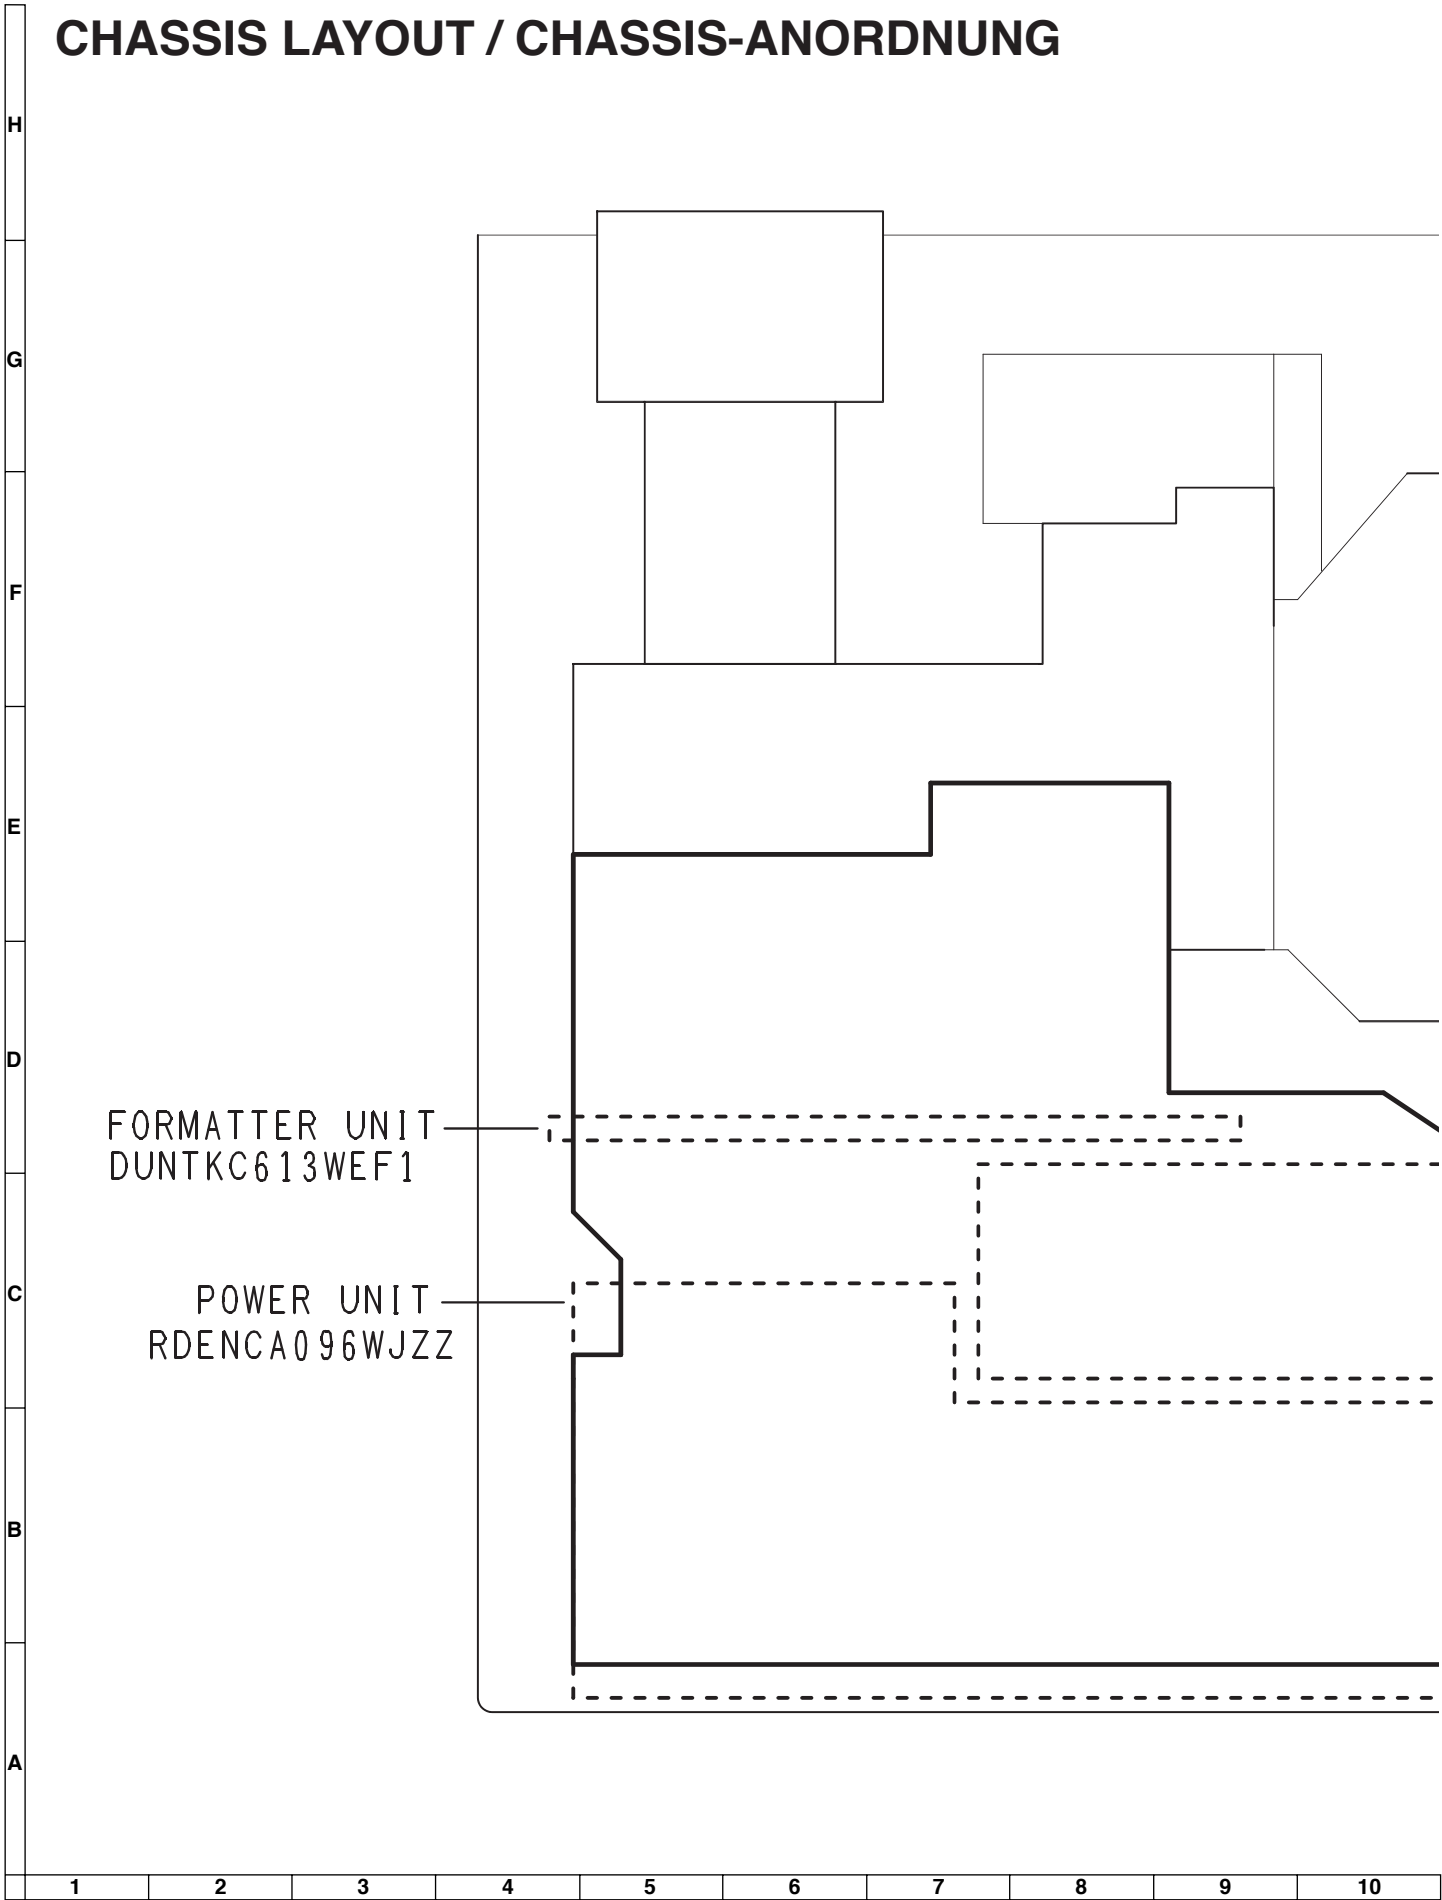 CHASSIS LAYOUT / CHASSIS-ANORDNUNG
H
G
F
E
D
FORMATTER UNIT
DUNTKC613WEF1
C
POWER UNIT
RDENCA096WJZZ
B
A
1 2 3 4 5 6 7 8 9 10